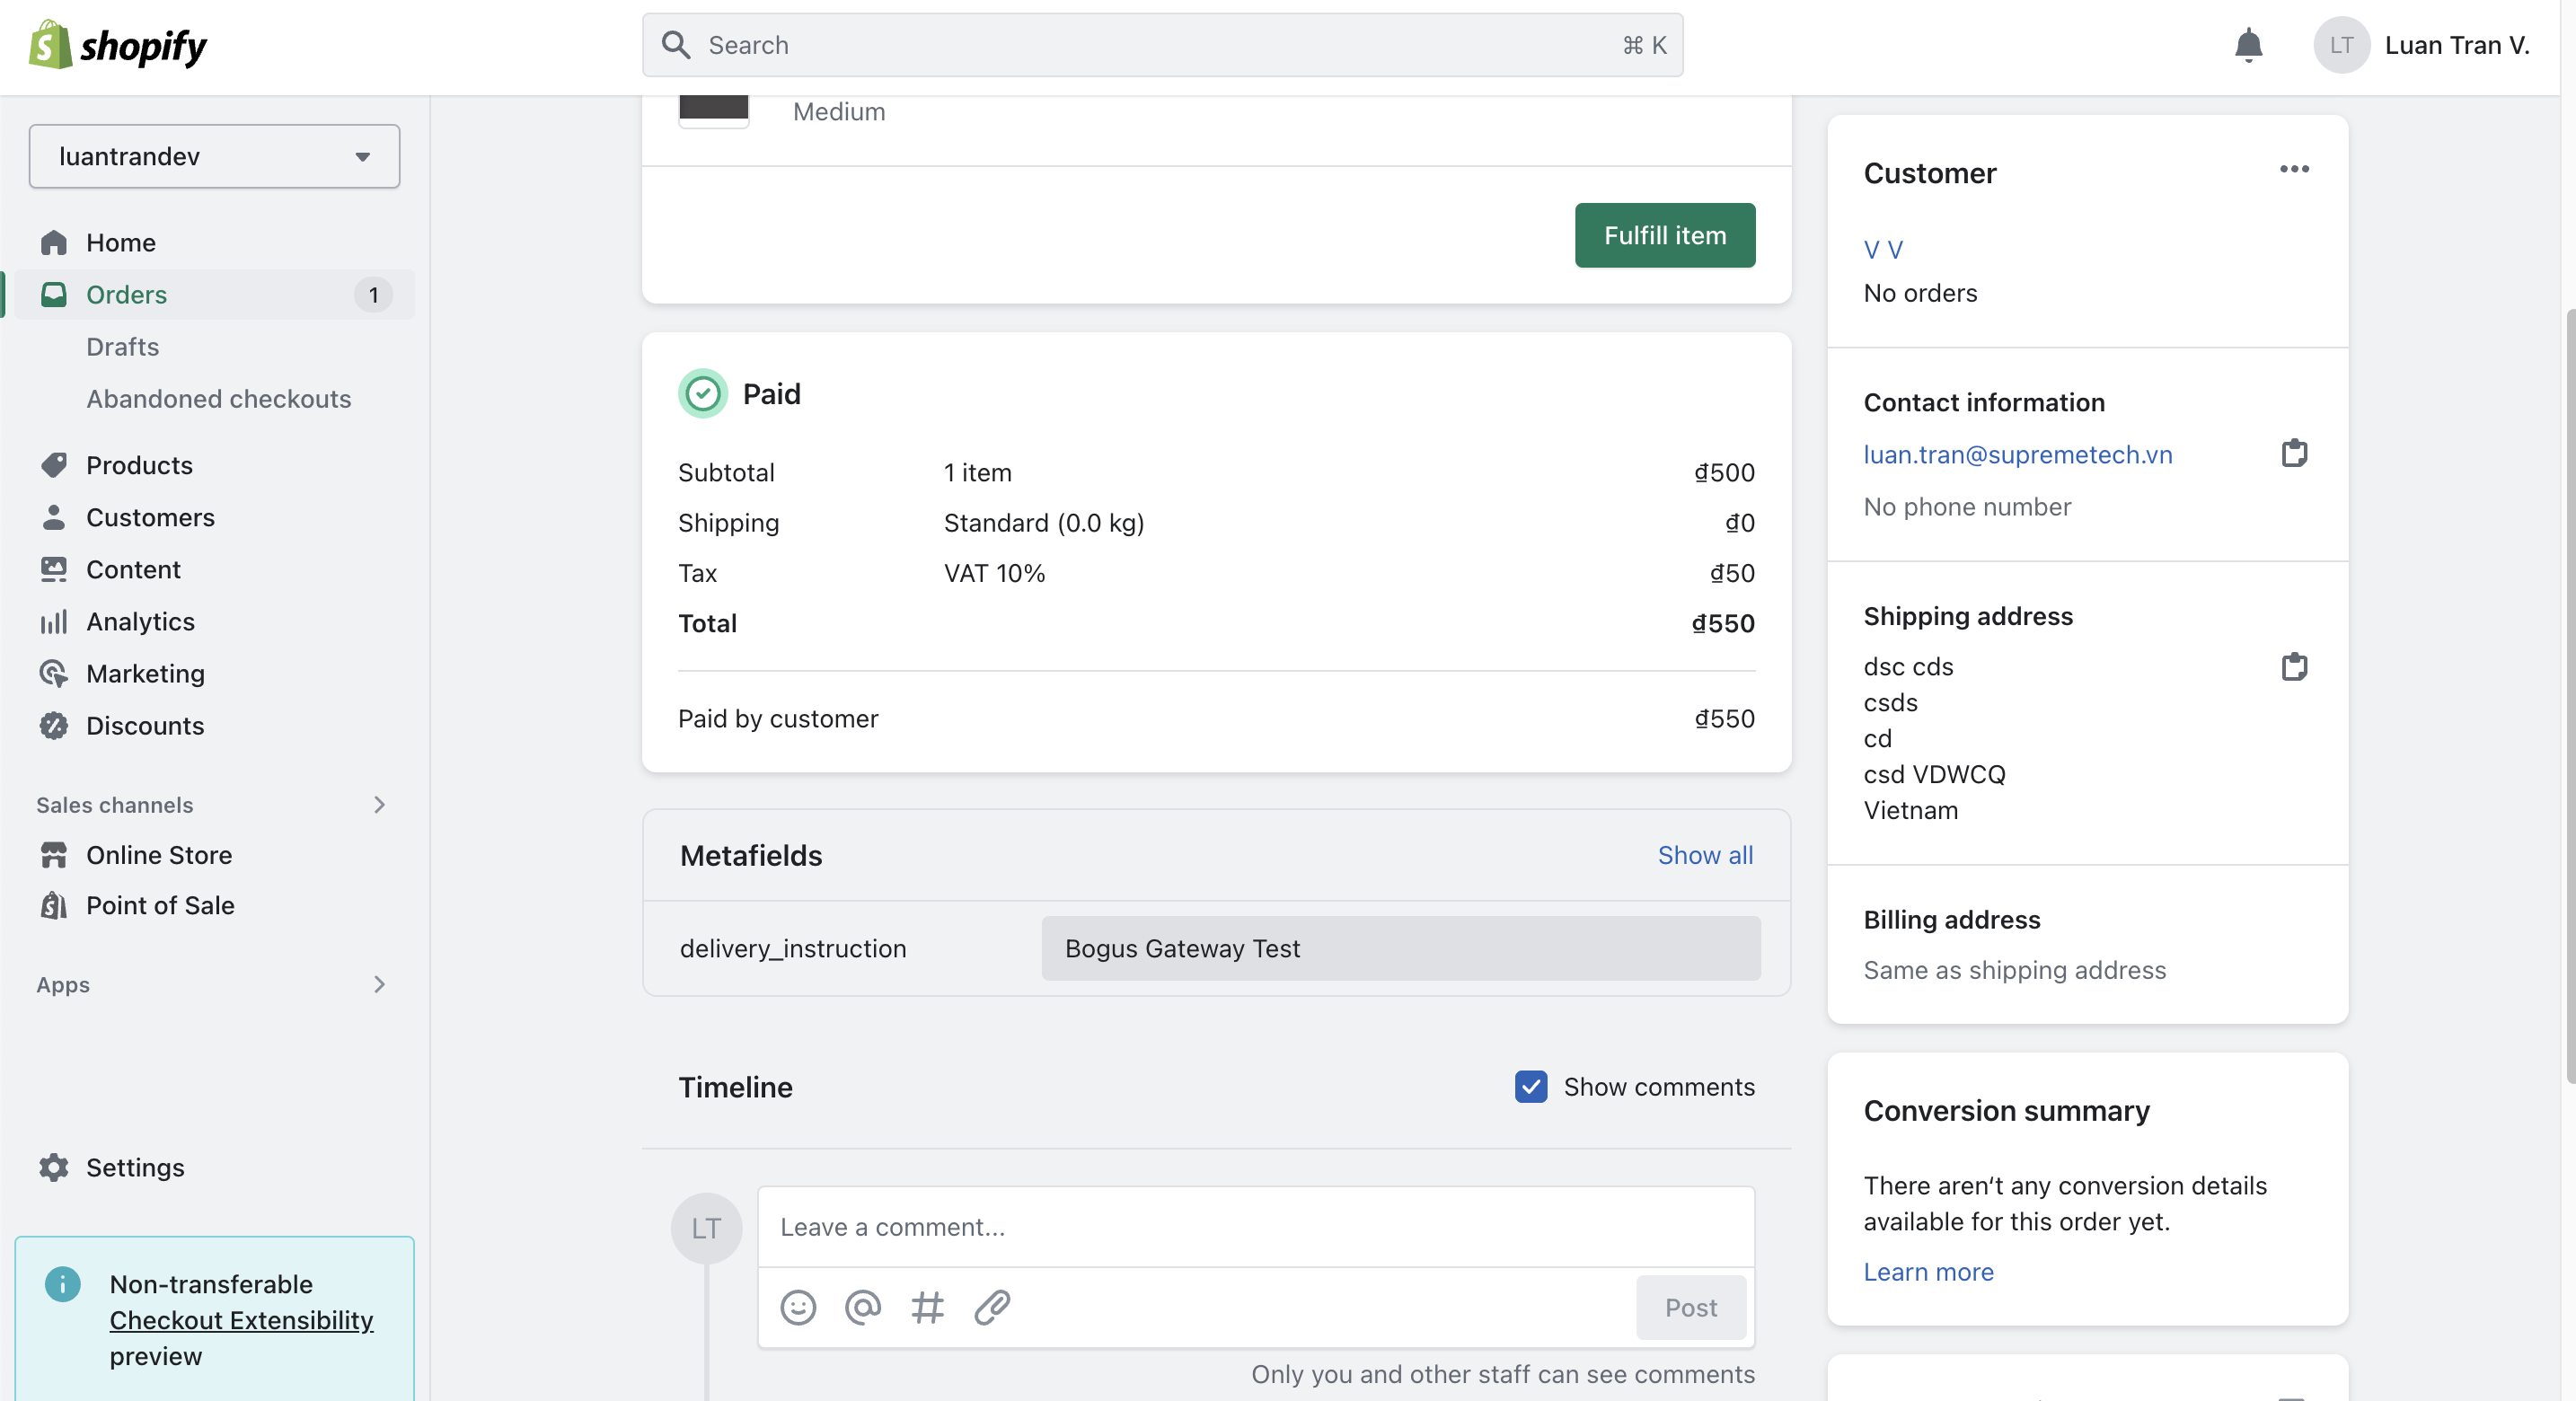 shopify
Search
⌘ K
LT
Luan Tran V.
luantrandev
Home
Orders
1
Drafts
Abandoned checkouts
Products
Customers
Content
Analytics
Marketing
Discounts
Sales channels
Online Store
Point of Sale
Apps
Settings
Non-transferable
Checkout Extensibility
preview
Medium
Fulfill item
Paid
Subtotal 1 item ₫500
Shipping Standard (0.0 kg) ₫0
Tax VAT 10% ₫50
Total ₫550
Paid by customer ₫550
Metafields Show all
delivery_instruction Bogus Gateway Test
Timeline Show comments
LT
Leave a comment...
Post
Only you and other staff can see comments
Customer
V V
No orders
Contact information
luan.tran@supremetech.vn
No phone number
Shipping address
dsc cds
csds
cd
csd VDWCQ
Vietnam
Billing address
Same as shipping address
Conversion summary
There aren‘t any conversion details
available for this order yet.
Learn more